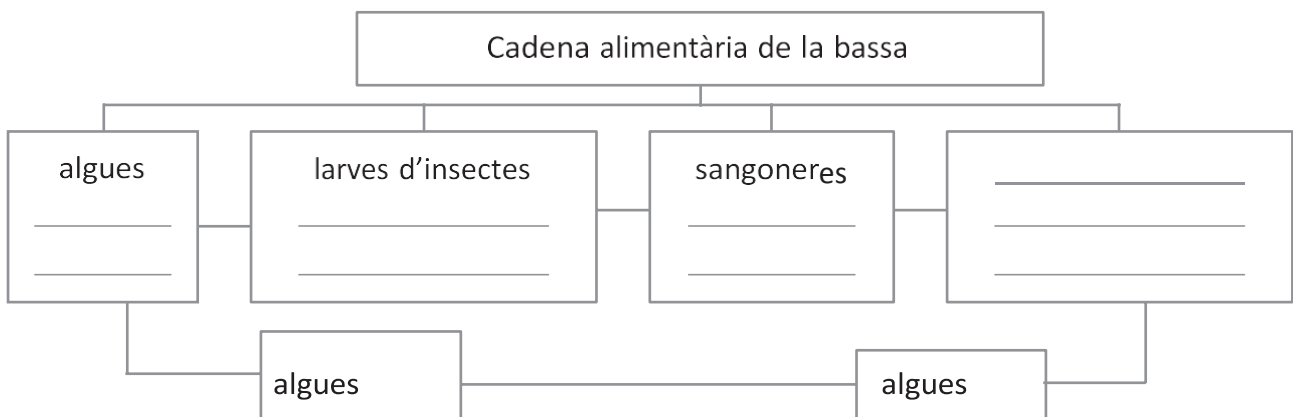 Cadena alimentària de la bassa
algues
larves d’insectes
sangoneres
algues
algues